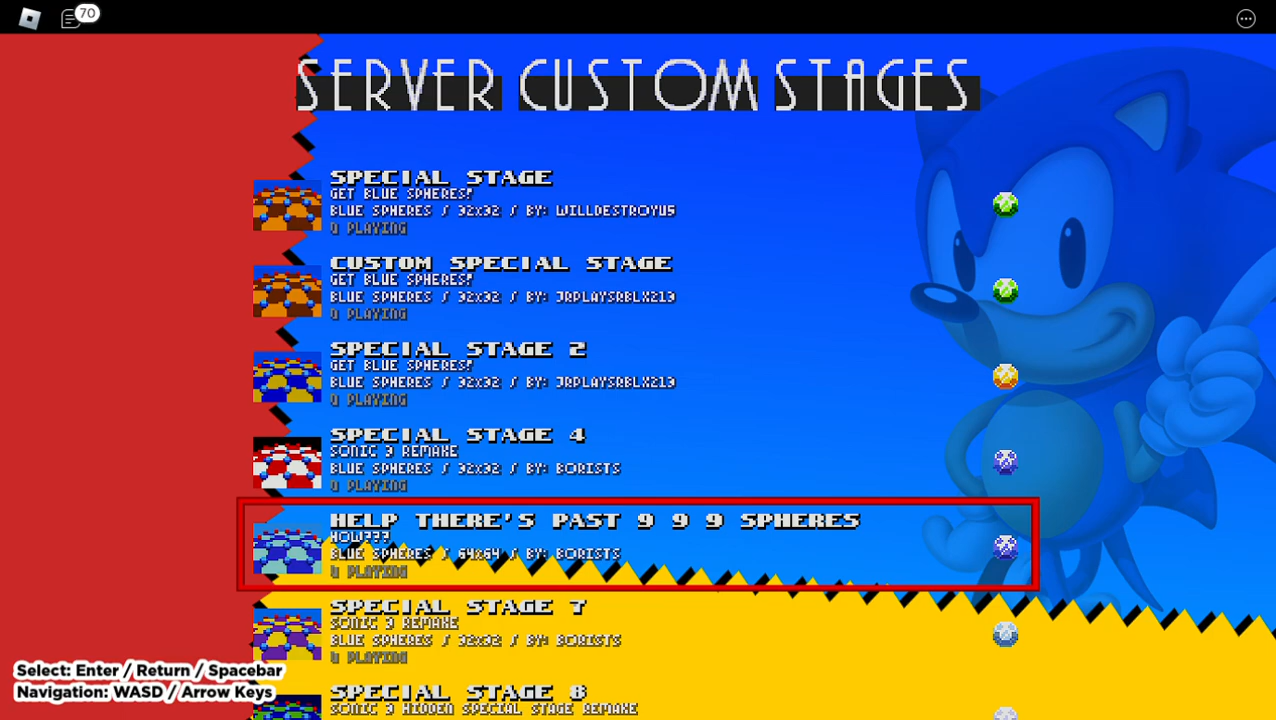 70
SERVER CUSTOM STAGES
SPECIAL STAGE
GET BLUE SPHERES!
BLUE SPHERES / 32x32 / BY: WILLDESTROYU5
0 PLAYING
CUSTOM SPECIAL STAGE
GET BLUE SPHERES!
BLUE SPHERES / 32x32 / BY: JRPLAYSRBLX213
0 PLAYING
SPECIAL STAGE 2
GET BLUE SPHERES!
BLUE SPHERES / 32x32 / BY: JRPLAYSRBLX213
0 PLAYING
SPECIAL STAGE 4
SONIC 3 REMAKE
BLUE SPHERES / 32x32 / BY: BORISTS
0 PLAYING
HELP THERE'S PAST 9 9 9 SPHERES
HOW???
BLUE SPHERES / 64x64 / BY: BORISTS
0 PLAYING
SPECIAL STAGE 7
SONIC 3 REMAKE
BLUE SPHERES / 32x32 / BY: BORISTS
0 PLAYING
SPECIAL STAGE 8
SONIC 3 HIDDEN SPECIAL STAGE REMAKE
Select: Enter / Return / Spacebar
Navigation: WASD / Arrow Keys